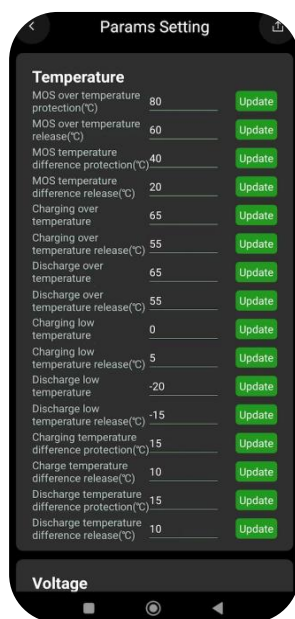 Params Setting
Temperature
MOS over temperature
protection(℃) 80 Update
MOS over temperature
release(℃) 60 Update
MOS temperature
difference protection(℃) 40 Update
MOS temperature
difference release(℃) 20 Update
Charging over
temperature 65 Update
Charging over
temperature release(℃) 55 Update
Discharge over
temperature 65 Update
Discharge over
temperature release(℃) 55 Update
Charging low
temperature 0 Update
Charging low
temperature release(℃) 5 Update
Discharge low
temperature -20 Update
Discharge low
temperature release(℃) -15 Update
Charging temperature
difference protection(℃) 15 Update
Charge temperature
difference release(℃) 10 Update
Discharge temperature
difference protection(℃) 15 Update
Discharge temperature
difference release(℃) 10 Update
Voltage